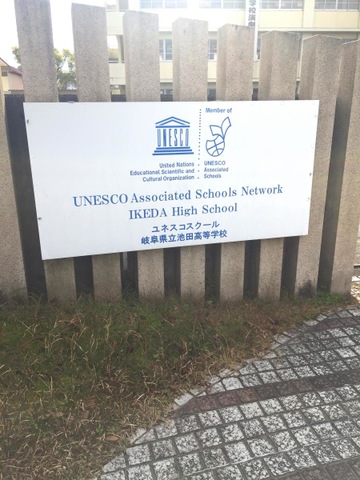 UNESCO
United Nations
Educational Scientific and
Cultural Organization
Member of
UNESCO
Associated
Schools
UNESCO Associated Schools Network
IKEDA High School
ユネスコスクール
岐阜県立池田高等学校